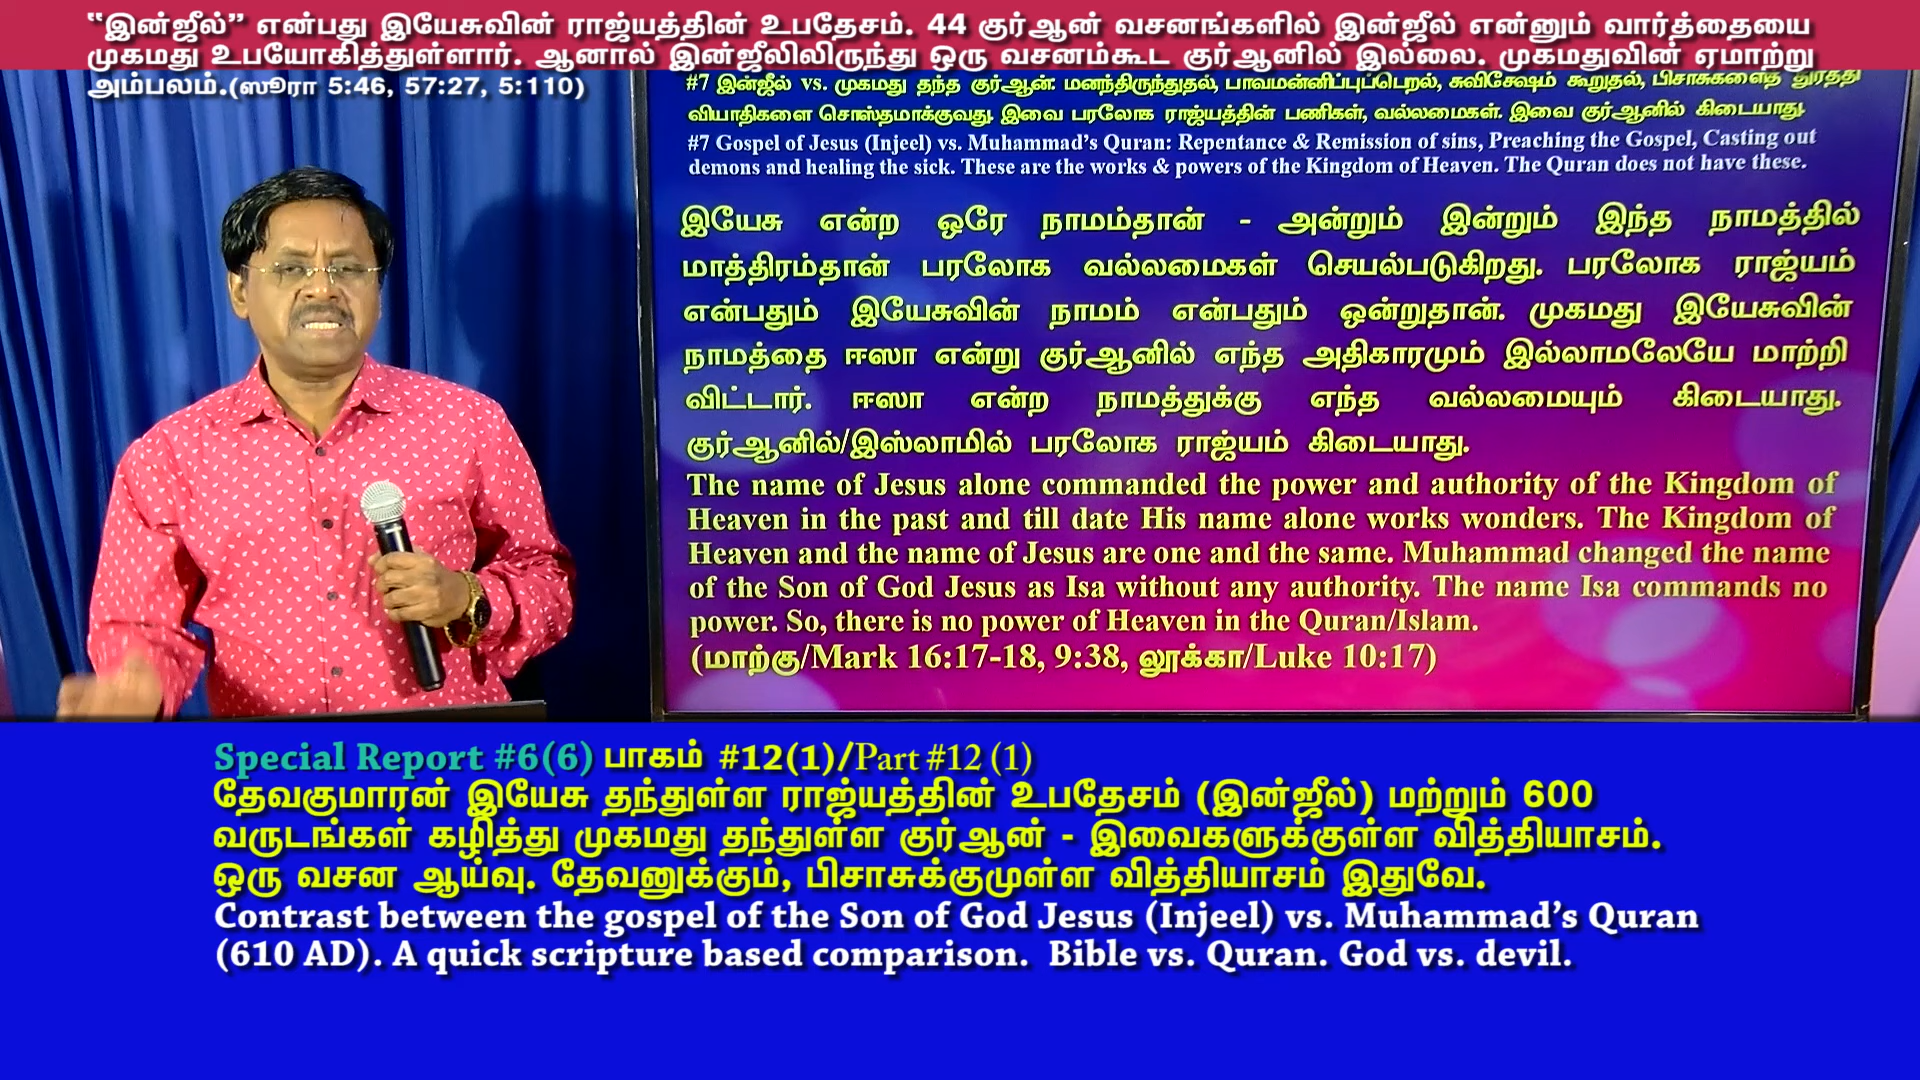 “இன்ஜீல்” என்பது இயேசுவின் ராஜ்யத்தின் உபதேசம். 44 குர்ஆன் வசனங்களில் இன்ஜீல் என்னும் வார்த்தையை
முகமது உபயோகித்துள்ளார். ஆனால் இன்ஜீலிலிருந்து ஒரு வசனம்கூட குர்ஆனில் இல்லை. முகமதுவின் ஏமாற்று
அம்பலம்.(ஸூரா 5:46, 57:27, 5:110)
#7 இன்ஜீல் vs. முகமது தந்த குர்ஆன்: மனந்திருந்துதல், பாவமன்னிப்புப்பெறல், சுவிசேஷம் கூறுதல், பிசாசுகளைத் துரத்தி
வியாதிகளை சொஸ்தமாக்குவது. இவை பரலோக ராஜ்யத்தின் பணிகள், வல்லமைகள். இவை குர்ஆனில் கிடையாது.
#7 Gospel of Jesus (Injeel) vs. Muhammad’s Quran: Repentance & Remission of sins, Preaching the Gospel, Casting out
demons and healing the sick. These are the works & powers of the Kingdom of Heaven. The Quran does not have these.
இயேசு என்ற ஒரே நாமம்தான் - அன்றும் இன்றும் இந்த நாமத்தில்
மாத்திரம்தான் பரலோக வல்லமைகள் செயல்படுகிறது. பரலோக ராஜ்யம்
என்பதும் இயேசுவின் நாமம் என்பதும் ஒன்றுதான். முகமது இயேசுவின்
நாமத்தை ஈஸா என்று குர்ஆனில் எந்த அதிகாரமும் இல்லாமலேயே மாற்றி
விட்டார். ஈஸா என்ற நாமத்துக்கு எந்த வல்லமையும் கிடையாது.
குர்ஆனில்/இஸ்லாமில் பரலோக ராஜ்யம் கிடையாது.
The name of Jesus alone commanded the power and authority of the Kingdom of
Heaven in the past and till date His name alone works wonders. The Kingdom of
Heaven and the name of Jesus are one and the same. Muhammad changed the name
of the Son of God Jesus as Isa without any authority. The name Isa commands no
power. So, there is no power of Heaven in the Quran/Islam.
(மாற்கு/Mark 16:17-18, 9:38, லூக்கா/Luke 10:17)
Special Report #6(6) பாகம் #12(1)/Part #12 (1)
தேவகுமாரன் இயேசு தந்துள்ள ராஜ்யத்தின் உபதேசம் (இன்ஜீல்) மற்றும் 600
வருடங்கள் கழித்து முகமது தந்துள்ள குர்ஆன் - இவைகளுக்குள்ள வித்தியாசம்.
ஒரு வசன ஆய்வு. தேவனுக்கும், பிசாசுக்குமுள்ள வித்தியாசம் இதுவே.
Contrast between the gospel of the Son of God Jesus (Injeel) vs. Muhammad’s Quran
(610 AD). A quick scripture based comparison. Bible vs. Quran. God vs. devil.